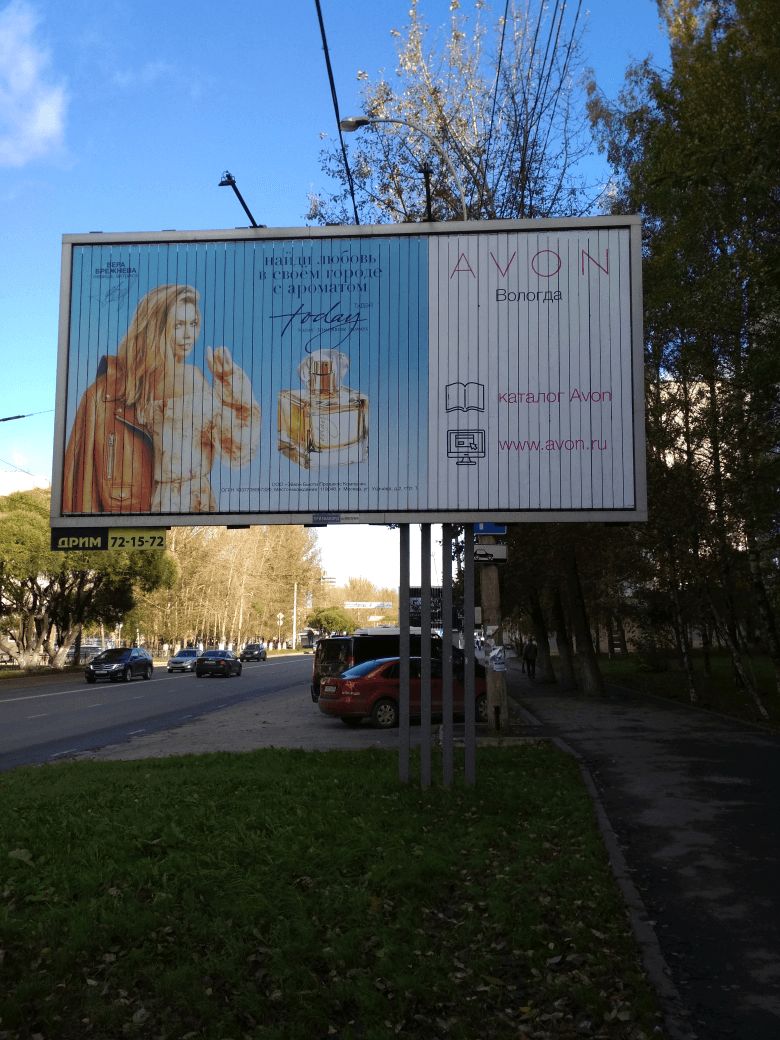 ВЕРА
БРЕЖНЕВА
найди любовь
в своём городе
с ароматом
today
ТУДЭЙ
AVON
Вологда
каталог Avon
www.avon.ru
ДРИМ 72-15-72